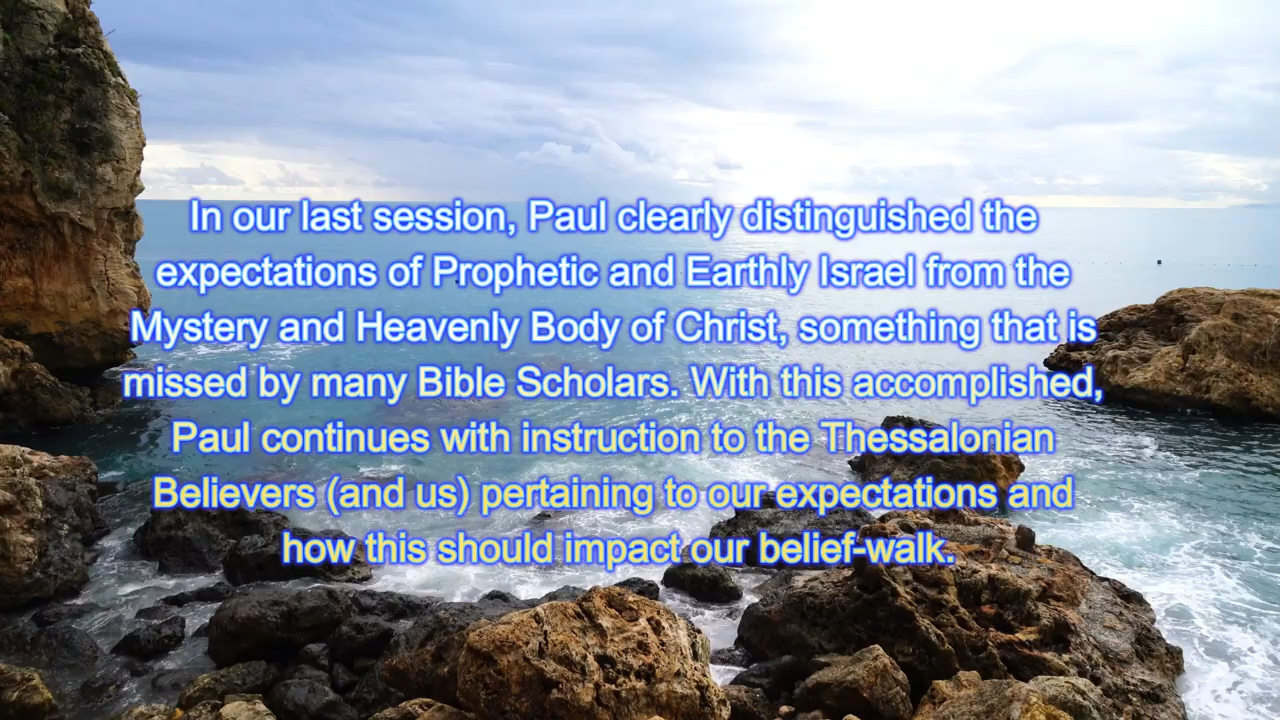 In our last session, Paul clearly distinguished the
expectations of Prophetic and Earthly Israel from the
Mystery and Heavenly Body of Christ, something that is
missed by many Bible Scholars. With this accomplished,
Paul continues with instruction to the Thessalonian
Believers (and us) pertaining to our expectations and
how this should impact our belief-walk.